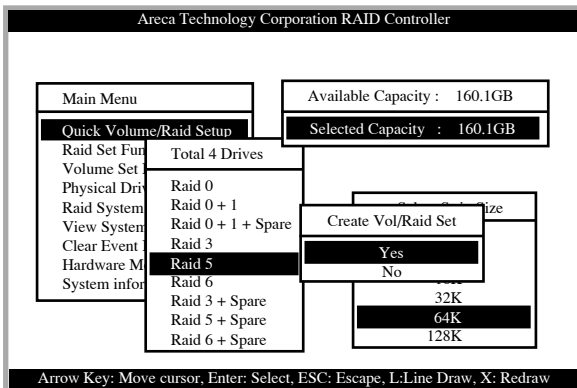 Areca Technology Corporation RAID Controller
Main Menu
Quick Volume/Raid Setup
Raid Set Fun
Volume Set
Physical Driv
Raid System
View System
Clear Event
Hardware M
System infor
Total 4 Drives
Raid 0
Raid 0 + 1
Raid 0 + 1 + Spare
Raid 3
Raid 5
Raid 6
Raid 3 + Spare
Raid 5 + Spare
Raid 6 + Spare
Available Capacity : 160.1GB
Selected Capacity : 160.1GB
Create Vol/Raid Set
Yes
No
Size
32K
64K
128K
Arrow Key: Move cursor, Enter: Select, ESC: Escape, L:Line Draw, X: Redraw